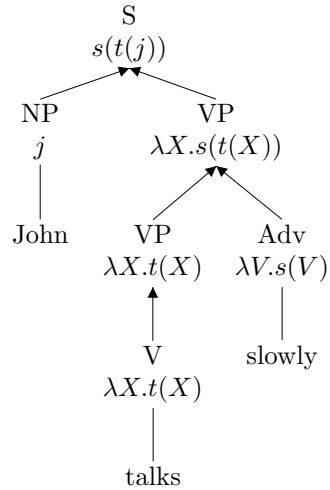 S
s(t(j))
NP VP
j λX.s(t(X))
John VP Adv
λX.t(X) λV.s(V)
V slowly
λX.t(X)
talks